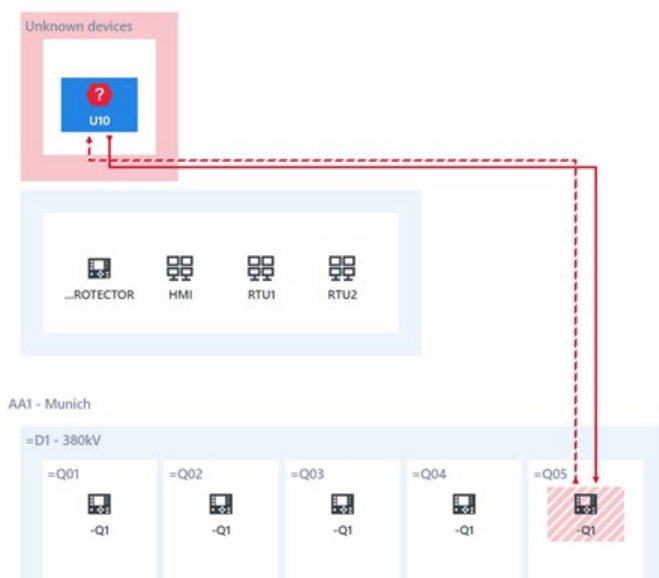 Unknown devices
?
U10
...ROTECTOR HMI RTU1 RTU2
AA1 - Munich
=D1 - 380kV
=Q01 =Q02 =Q03 =Q04 =Q05
-Q1 -Q1 -Q1 -Q1 -Q1